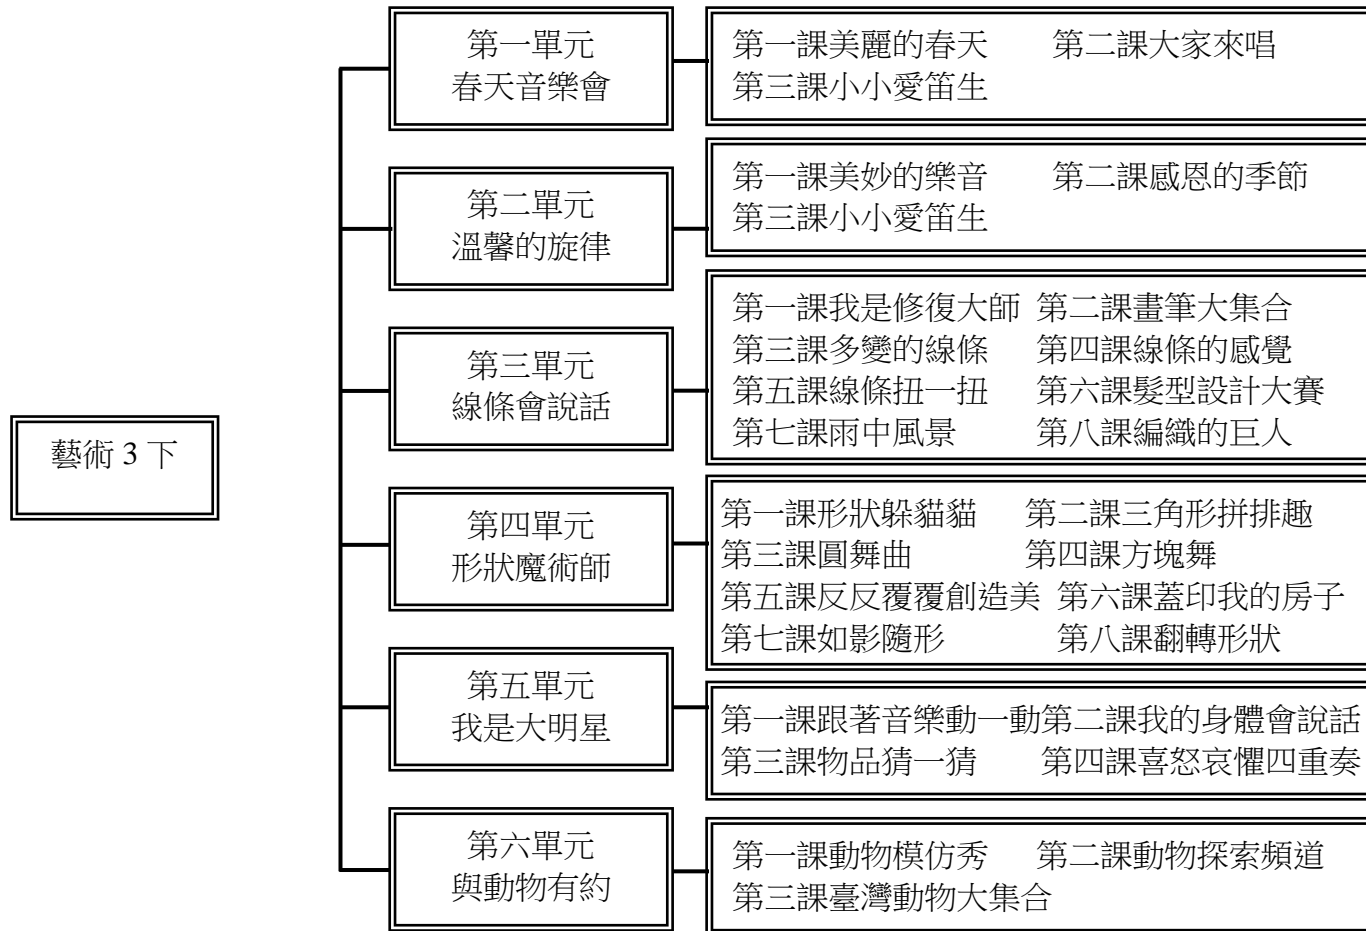 藝術 3 下
第一單元
春天音樂會
第一課美麗的春天 第二課大家來唱
第三課小小愛笛生
第二單元
溫馨的旋律
第一課美妙的樂音 第二課感恩的季節
第三課小小愛笛生
第三單元
線條會說話
第一課我是修復大師 第二課畫筆大集合
第三課多變的線條 第四課線條的感覺
第五課線條扭一扭 第六課髮型設計大賽
第七課雨中風景 第八課編織的巨人
第四單元
形狀魔術師
第一課形狀躲貓貓 第二課三角形拼排趣
第三課圓舞曲 第四課方塊舞
第五課反反覆覆創造美 第六課蓋印我的房子
第七課如影隨形 第八課翻轉形狀
第五單元
我是大明星
第一課跟著音樂動一動第二課我的身體會說話
第三課物品猜一猜 第四課喜怒哀懼四重奏
第六單元
與動物有約
第一課動物模仿秀 第二課動物探索頻道
第三課臺灣動物大集合